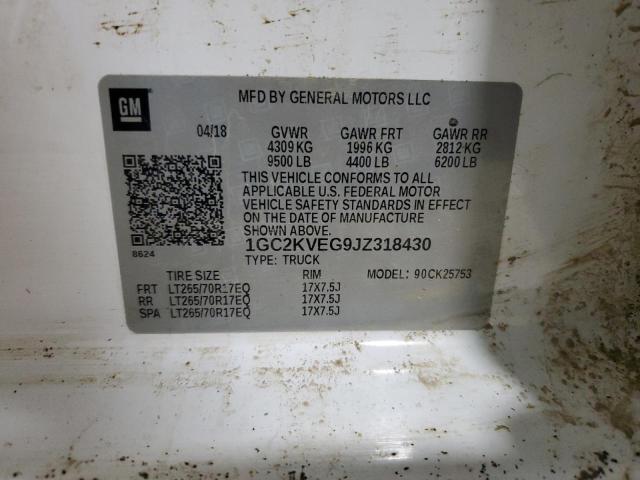 GM
MFD BY GENERAL MOTORS LLC
04/18 GVWR GAWR FRT GAWR RR
4309 KG 1996 KG 2812 KG
9500 LB 4400 LB 6200 LB
THIS VEHICLE CONFORMS TO ALL
APPLICABLE U.S. FEDERAL MOTOR
VEHICLE SAFETY STANDARDS IN EFFECT
ON THE DATE OF MANUFACTURE
SHOWN ABOVE.
1GC2KVEG9JZ318430
8624
TYPE: TRUCK
TIRE SIZE RIM MODEL: 90CK25753
FRT LT265/70R17EQ 17X7.5J
RR LT265/70R17EQ 17X7.5J
SPA LT265/70R17EQ 17X7.5J